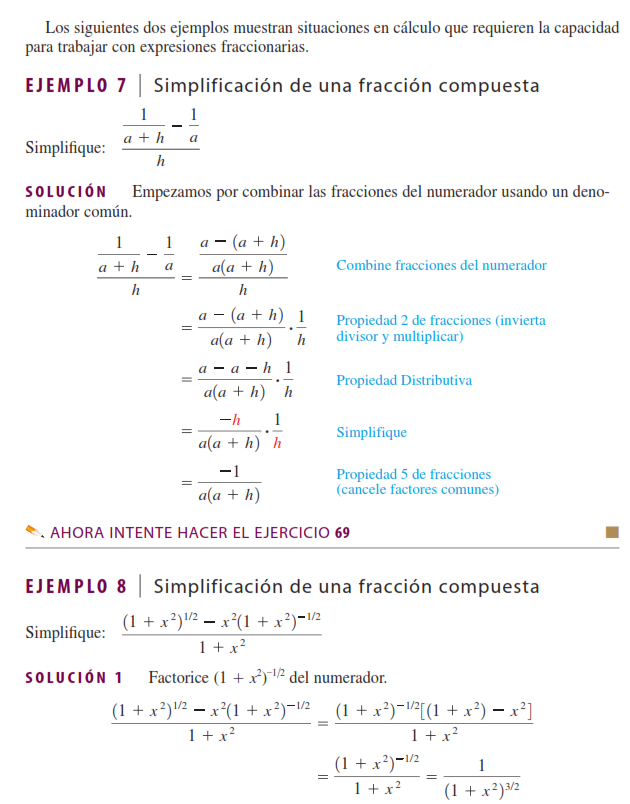 Los siguientes dos ejemplos muestran situaciones en cálculo que requieren la capacidad
para trabajar con expresiones fraccionarias.
EJEMPLO 7 | Simplificación de una fracción compuesta
Simplifique: \frac{\frac{1}{a + h} - \frac{1}{a}}{h}
SOLUCIÓN Empezamos por combinar las fracciones del numerador usando un deno-
minador común.
\frac{\frac{1}{a + h} - \frac{1}{a}}{h} = \frac{\frac{a - (a + h)}{a(a + h)}}{h} Combine fracciones del numerador
= \frac{a - (a + h)}{a(a + h)} \cdot \frac{1}{h} Propiedad 2 de fracciones (invierta
divisor y multiplicar)
= \frac{a - a - h}{a(a + h)} \cdot \frac{1}{h} Propiedad Distributiva
= \frac{-h}{a(a + h)} \cdot \frac{1}{h} Simplifique
= \frac{-1}{a(a + h)} Propiedad 5 de fracciones
(cancele factores comunes)
AHORA INTENTE HACER EL EJERCICIO 69
EJEMPLO 8 | Simplificación de una fracción compuesta
Simplifique: \frac{(1 + x^2)^{1/2} - x^2(1 + x^2)^{-1/2}}{1 + x^2}
SOLUCIÓN 1 Factorice (1 + x^2)^{-1/2} del numerador.
\frac{(1 + x^2)^{1/2} - x^2(1 + x^2)^{-1/2}}{1 + x^2} = \frac{(1 + x^2)^{-1/2}[(1 + x^2) - x^2]}{1 + x^2}
= \frac{(1 + x^2)^{-1/2}}{1 + x^2} = \frac{1}{(1 + x^2)^{3/2}}